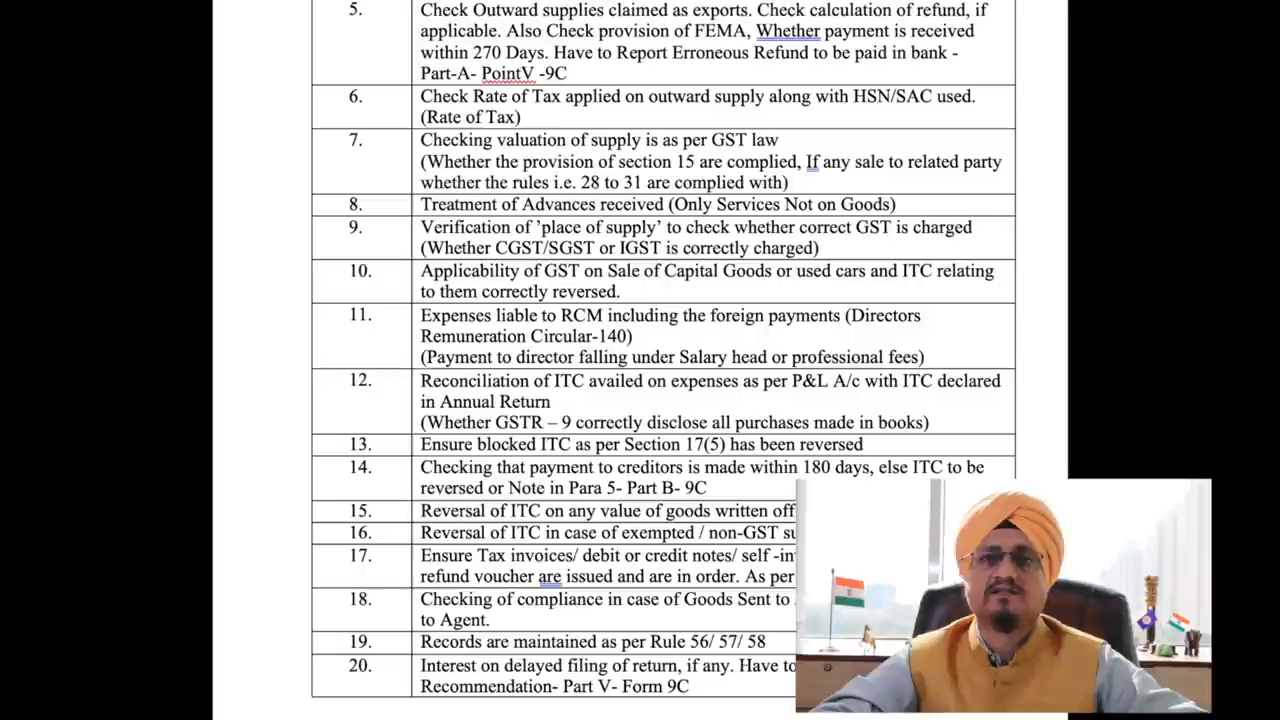 5.
Check Outward supplies claimed as exports. Check calculation of refund, if
applicable. Also Check provision of FEMA, Whether payment is received
within 270 Days. Have to Report Erroneous Refund to be paid in bank -
Part-A- PointV -9C
6.
Check Rate of Tax applied on outward supply along with HSN/SAC used.
(Rate of Tax)
7.
Checking valuation of supply is as per GST law
(Whether the provision of section 15 are complied, If any sale to related party
whether the rules i.e. 28 to 31 are complied with)
8.
Treatment of Advances received (Only Services Not on Goods)
9.
Verification of 'place of supply' to check whether correct GST is charged
(Whether CGST/SGST or IGST is correctly charged)
10.
Applicability of GST on Sale of Capital Goods or used cars and ITC relating
to them correctly reversed.
11.
Expenses liable to RCM including the foreign payments (Directors
Remuneration Circular-140)
(Payment to director falling under Salary head or professional fees)
12.
Reconciliation of ITC availed on expenses as per P&L A/c with ITC declared
in Annual Return
(Whether GSTR – 9 correctly disclose all purchases made in books)
13.
Ensure blocked ITC as per Section 17(5) has been reversed
14.
Checking that payment to creditors is made within 180 days, else ITC to be
reversed or Note in Para 5- Part B- 9C
15.
Reversal of ITC on any value of goods written off
16.
Reversal of ITC in case of exempted / non-GST su
17.
Ensure Tax invoices/ debit or credit notes/ self -in
refund voucher are issued and are in order. As per
18.
Checking of compliance in case of Goods Sent to
to Agent.
19.
Records are maintained as per Rule 56/ 57/ 58
20.
Interest on delayed filing of return, if any. Have to
Recommendation- Part V- Form 9C